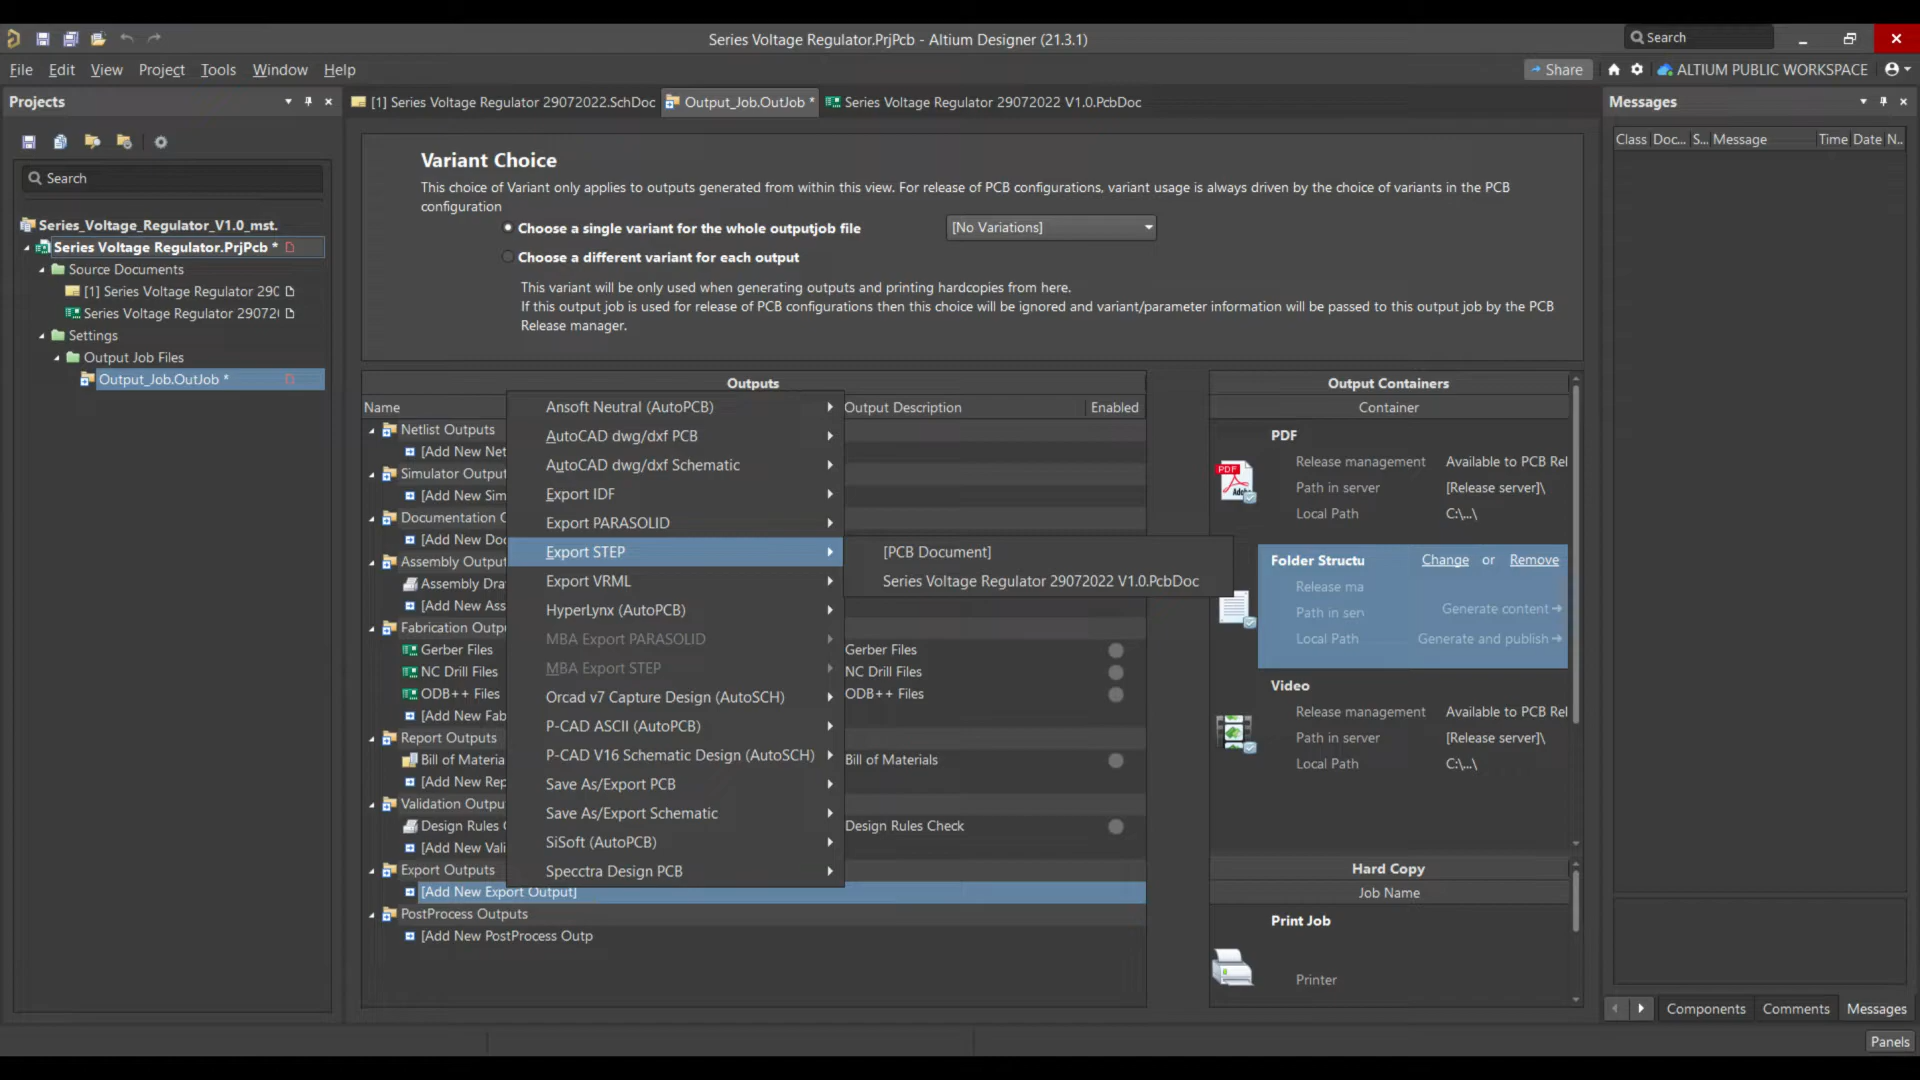 Series Voltage Regulator.PrjPcb - Altium Designer (21.3.1)
Search
File Edit View Project Tools Window Help
Share
ALTIUM PUBLIC WORKSPACE
Projects
[1] Series Voltage Regulator 29072022.SchDoc
Output_Job.OutJob *
Series Voltage Regulator 29072022 V1.0.PcbDoc
Messages
Search
Series_Voltage_Regulator_V1.0_mst.
Series Voltage Regulator.PrjPcb *
Source Documents
[1] Series Voltage Regulator 290
Series Voltage Regulator 29072
Settings
Output Job Files
Output_Job.OutJob *
Variant Choice
This choice of Variant only applies to outputs generated from within this view. For release of PCB configurations, variant usage is always driven by the choice of variants in the PCB
configuration
Choose a single variant for the whole outputjob file
[No Variations]
Choose a different variant for each output
This variant will be only used when generating outputs and printing hardcopies from here.
If this output job is used for release of PCB configurations then this choice will be ignored and variant/parameter information will be passed to this output job by the PCB
Release manager.
Outputs
Name
Output Description
Enabled
Netlist Outputs
[Add New Net
Simulator Output
[Add New Sim
Documentation O
[Add New Doc
Assembly Output
Assembly Dra
[Add New Ass
Fabrication Outpu
Gerber Files
Gerber Files
NC Drill Files
NC Drill Files
ODB++ Files
ODB++ Files
[Add New Fab
Report Outputs
Bill of Materia
Bill of Materials
[Add New Rep
Validation Outpu
Design Rules C
Design Rules Check
[Add New Vali
Export Outputs
[Add New Export Output]
PostProcess Outputs
[Add New PostProcess Outp
Ansoft Neutral (AutoPCB)
AutoCAD dwg/dxf PCB
AutoCAD dwg/dxf Schematic
Export IDF
Export PARASOLID
Export STEP
Export VRML
HyperLynx (AutoPCB)
MBA Export PARASOLID
MBA Export STEP
Orcad v7 Capture Design (AutoSCH)
P-CAD ASCII (AutoPCB)
P-CAD V16 Schematic Design (AutoSCH)
Save As/Export PCB
Save As/Export Schematic
SiSoft (AutoPCB)
Specctra Design PCB
[PCB Document]
Series Voltage Regulator 29072022 V1.0.PcbDoc
Output Containers
Container
PDF
PDF
Adobe
Release management
Available to PCB Rel
Path in server
[Release server]\
Local Path
C:\...\
Folder Structu
Change or Remove
Release ma
Path in ser
Generate content
Local Path
Generate and publish
Video
Release management
Available to PCB Rel
Path in server
[Release server]\
Local Path
C:\...\
Hard Copy
Job Name
Print Job
Printer
Class Doc... S... Message Time Date N..
Components Comments Messages
Panels